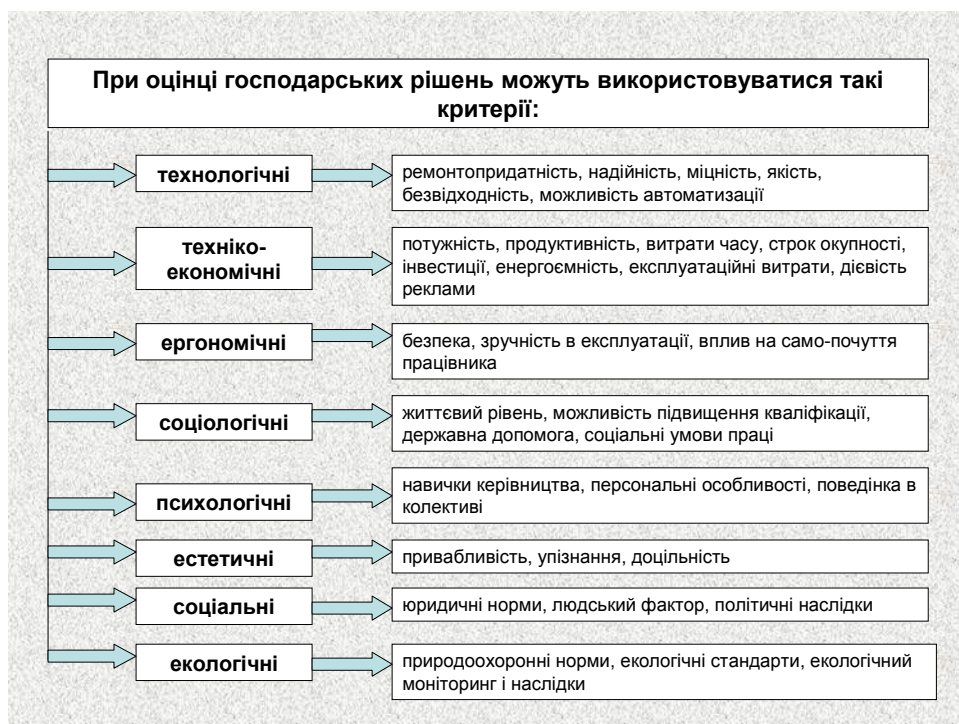 При оцінці господарських рішень можуть використовуватися такі
критерії:
технологічні
ремонтопридатність, надійність, міцність, якість,
безвідходність, можливість автоматизації
техніко-
економічні
потужність, продуктивність, витрати часу, строк окупності,
інвестиції, енергоємність, експлуатаційні витрати, дієвість
реклами
ергономічні
безпека, зручність в експлуатації, вплив на само-почуття
працівника
соціологічні
життєвий рівень, можливість підвищення кваліфікації,
державна допомога, соціальні умови праці
психологічні
навички керівництва, персональні особливості, поведінка в
колективі
естетичні
привабливість, упізнання, доцільність
соціальні
юридичні норми, людський фактор, політичні наслідки
екологічні
природоохоронні норми, екологічні стандарти, екологічний
моніторинг і наслідки